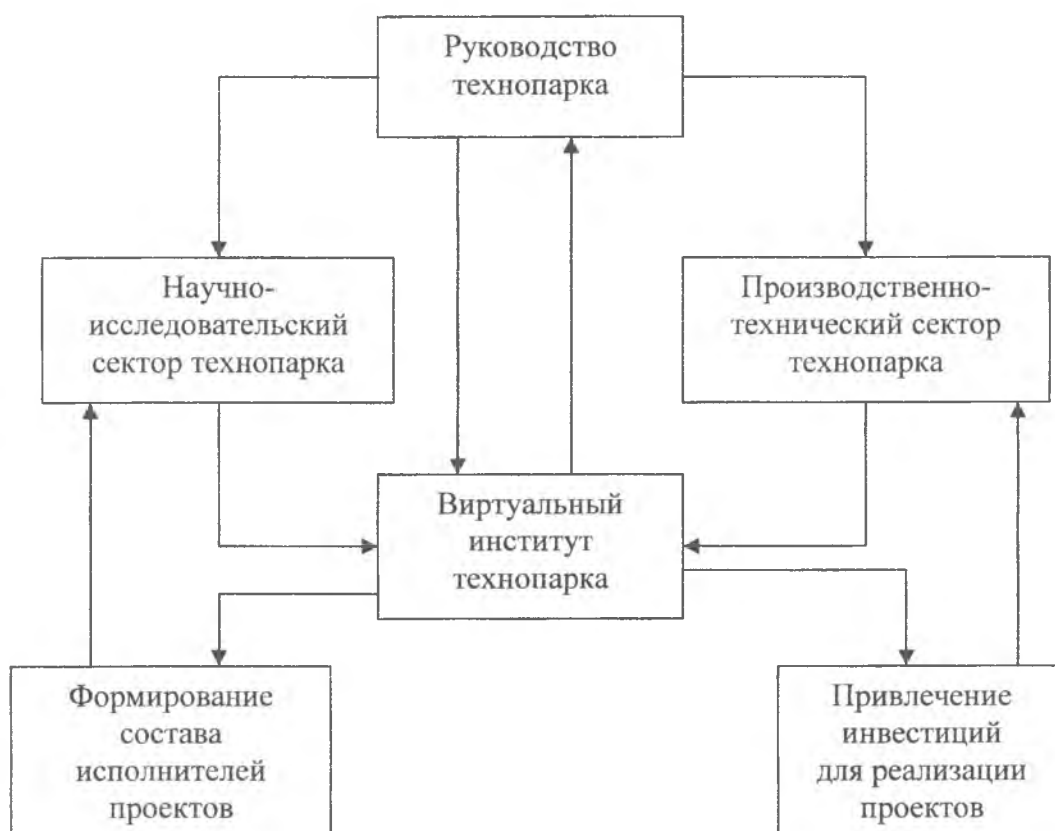 Руководство
технопарка
Научно-
исследовательский
сектор технопарка
Производственно-
технический сектор
технопарка
Виртуальный
институт
технопарка
Формирование
состава
исполнителей
проектов
Привлечение
инвестиций
для реализации
проектов